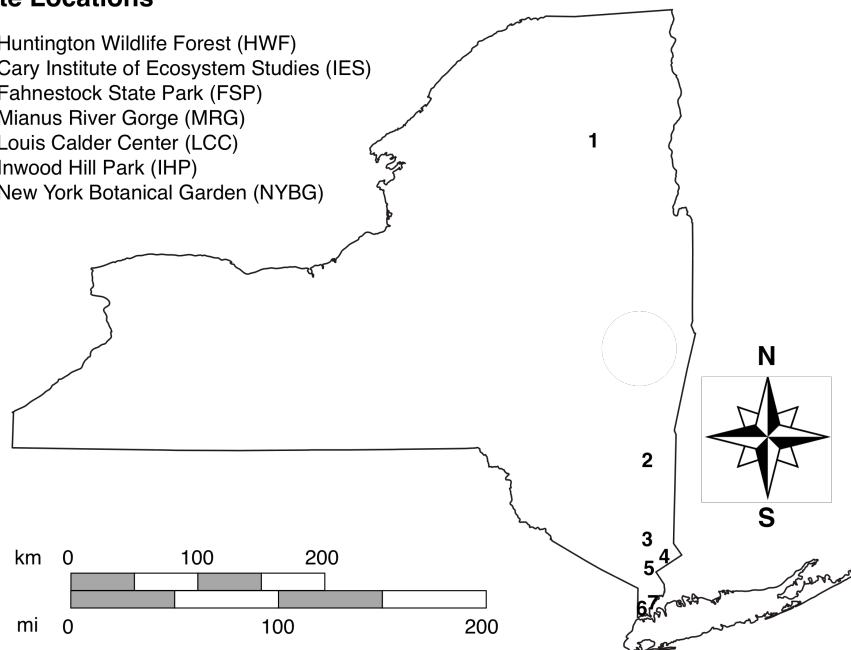 te Locations
Huntington Wildlife Forest (HWF)
Cary Institute of Ecosystem Studies (IES)
Fahnestock State Park (FSP)
Mianus River Gorge (MRG)
Louis Calder Center (LCC)
Inwood Hill Park (IHP)
New York Botanical Garden (NYBG)
1
N
2
S
3
4
5
67
km 0 100 200
mi 0 100 200